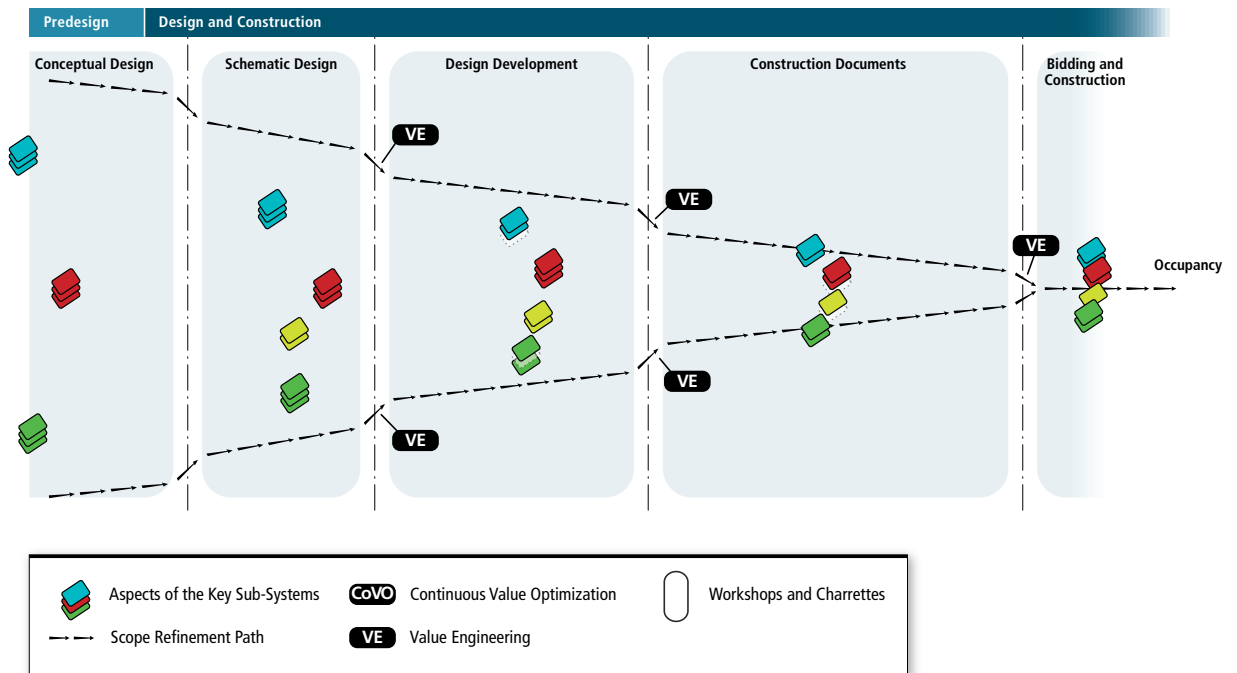 Predesign
Design and Construction
Conceptual Design
Schematic Design
Design Development
Construction Documents
Bidding and
Construction
VE
VE
VE
Occupancy
VE
VE
Aspects of the Key Sub-Systems
CoVO
Continuous Value Optimization
Workshops and Charrettes
Scope Refinement Path
VE
Value Engineering